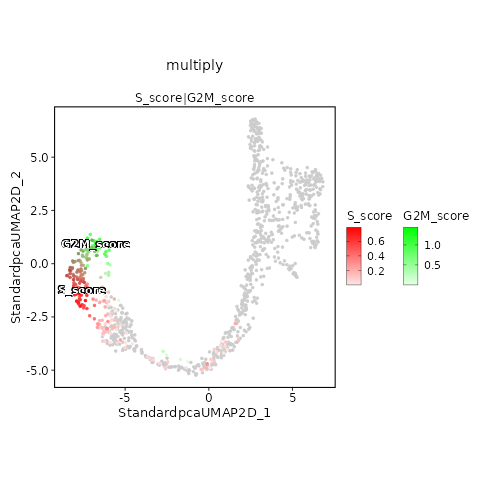 multiply
S_score|G2M_score
StandardpcaUMAP2D_2
5.0
2.5
0.0
-2.5
-5.0
G2M_score
S_score
-5
0
5
StandardpcaUMAP2D_1
S_score
0.6
0.4
0.2
G2M_score
1.0
0.5